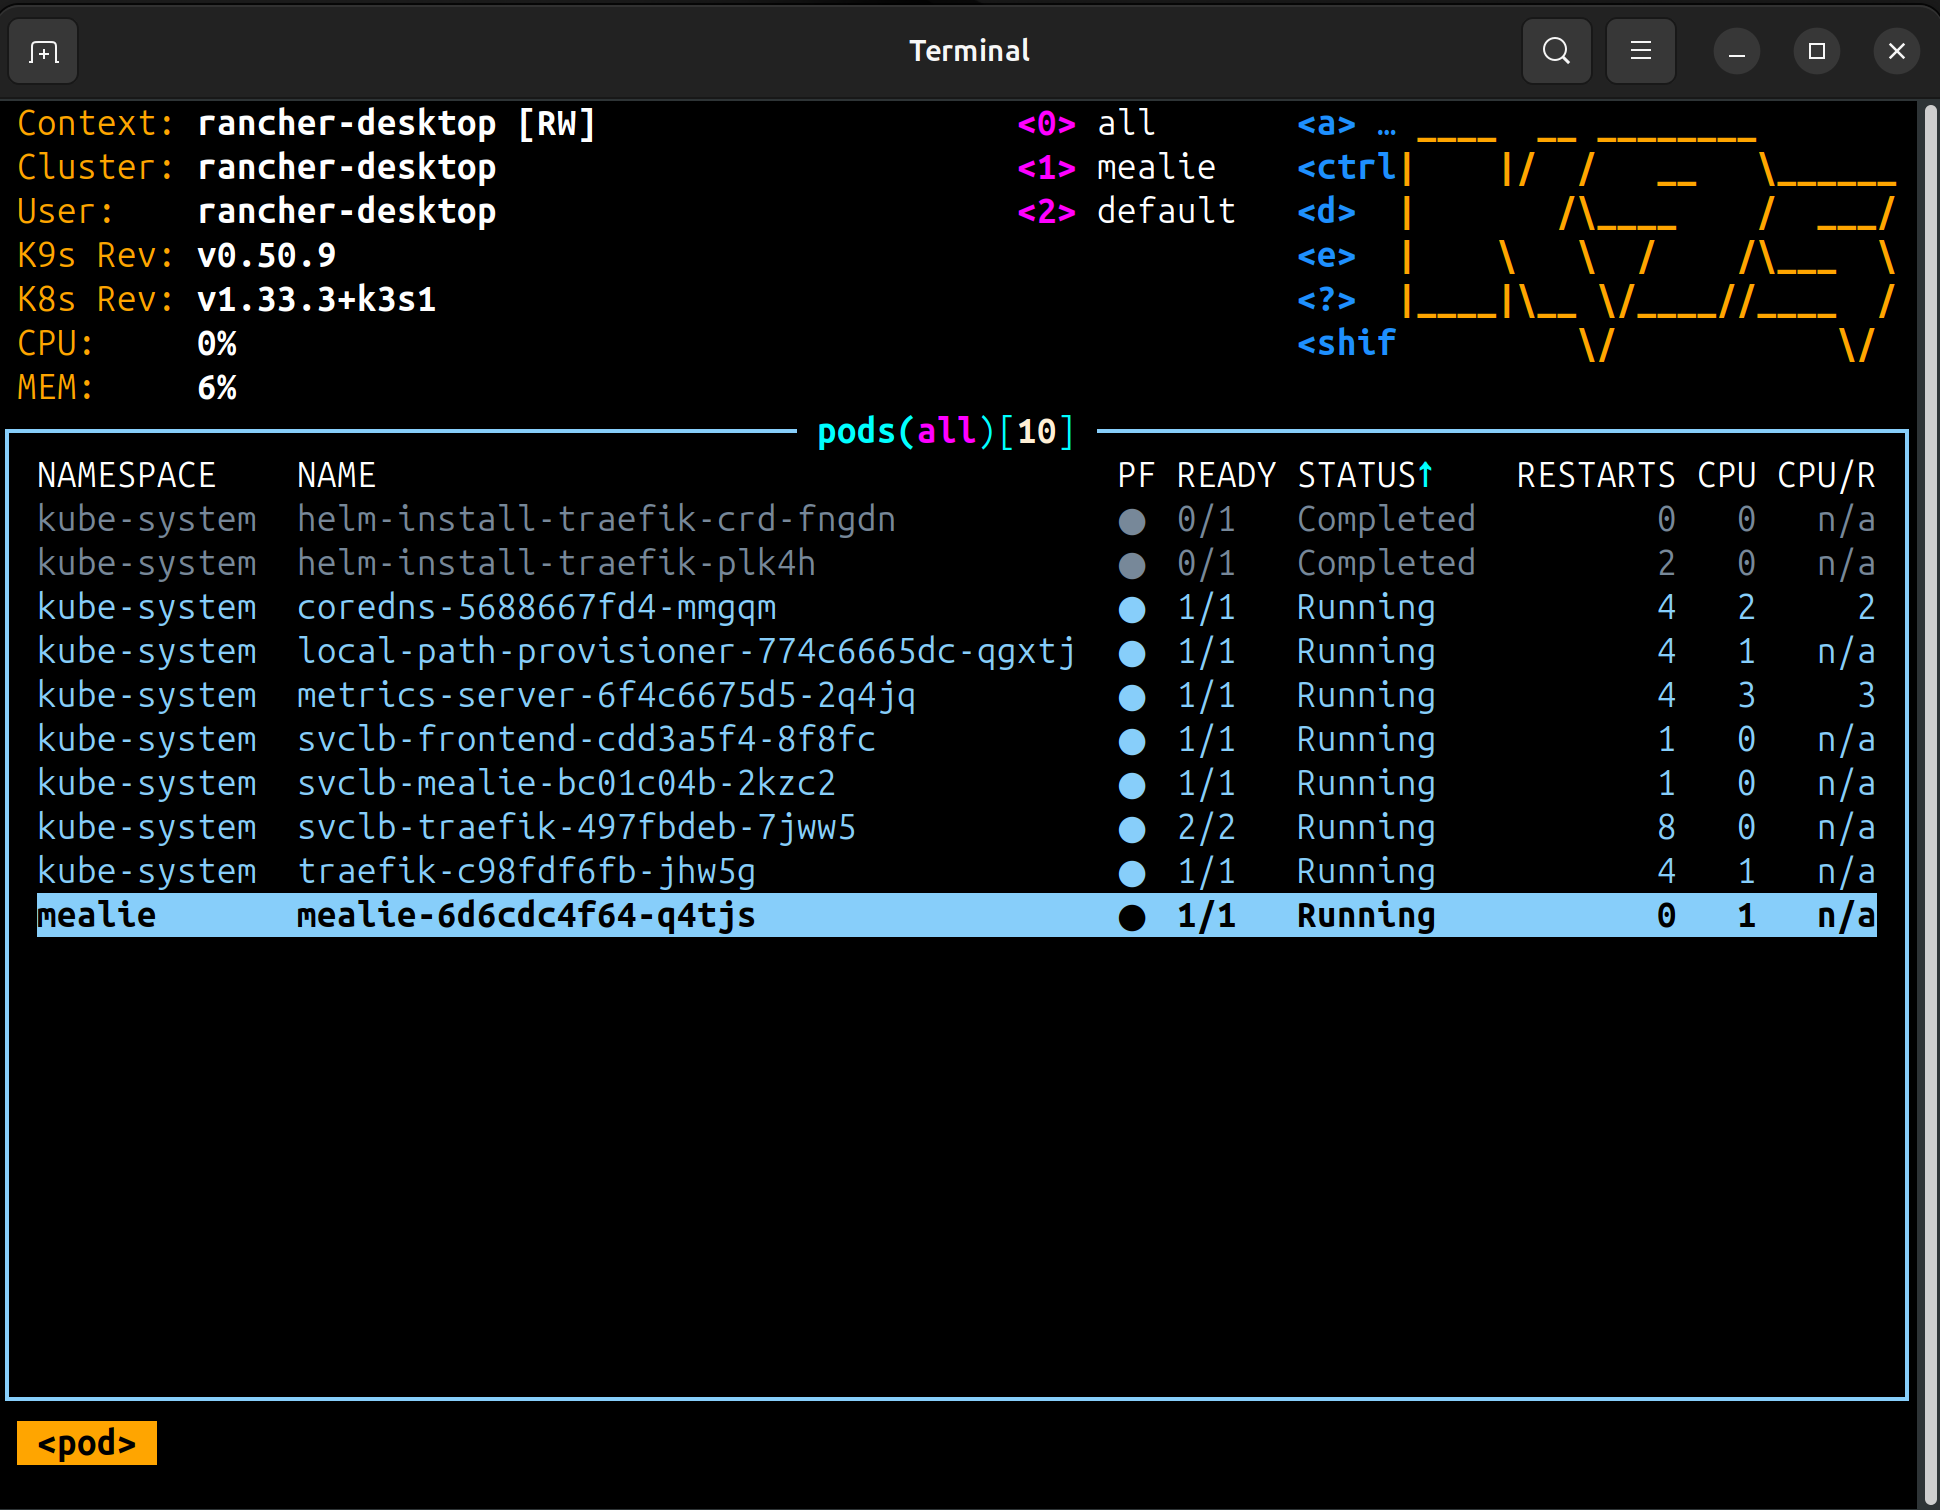 Terminal
Context: rancher-desktop [RW] <0> all <a> …
Cluster: rancher-desktop <1> mealie <ctrl
User: rancher-desktop <2> default <d>
K9s Rev: v0.50.9 <e>
K8s Rev: v1.33.3+k3s1 <?>
CPU: 0% <shif
MEM: 6%
pods(all)[10]
NAMESPACE NAME PF READY STATUS↑ RESTARTS CPU CPU/R
kube-system helm-install-traefik-crd-fngdn ● 0/1 Completed 0 0 n/a
kube-system helm-install-traefik-plk4h ● 0/1 Completed 2 0 n/a
kube-system coredns-5688667fd4-mmgqm ● 1/1 Running 4 2 2
kube-system local-path-provisioner-774c6665dc-qgxtj ● 1/1 Running 4 1 n/a
kube-system metrics-server-6f4c6675d5-2q4jq ● 1/1 Running 4 3 3
kube-system svclb-frontend-cdd3a5f4-8f8fc ● 1/1 Running 1 0 n/a
kube-system svclb-mealie-bc01c04b-2kzc2 ● 1/1 Running 1 0 n/a
kube-system svclb-traefik-497fbdeb-7jww5 ● 2/2 Running 8 0 n/a
kube-system traefik-c98fdf6fb-jhw5g ● 1/1 Running 4 1 n/a
mealie mealie-6d6cdc4f64-q4tjs ● 1/1 Running 0 1 n/a
<pod>